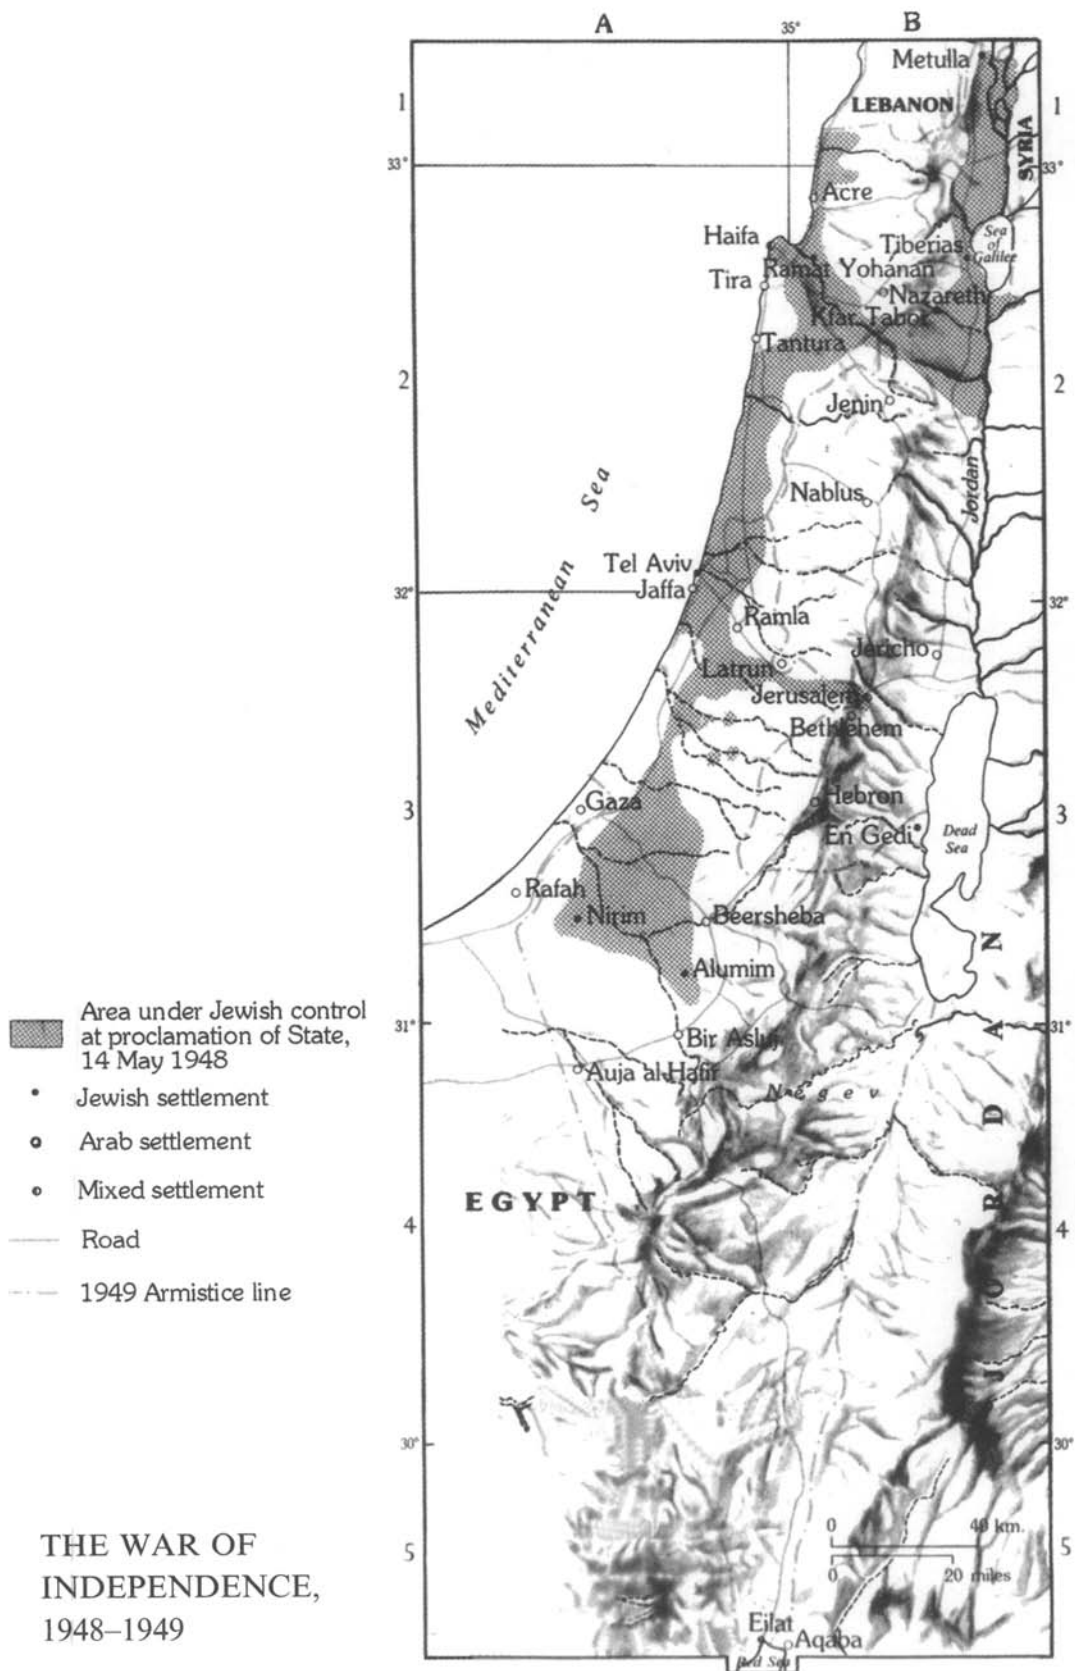 A
B
35°
1
Metulla
LEBANON
1
SYRIA
33°
33°
Acre
Haifa
Tiberias
Sea of Galilee
Ramat Yohanan
Tira
Nazareth
Kfar Tabor
Tantura
2
2
Jenin
Nablus
Jordan
Mediterranean Sea
Tel Aviv
Jaffa
32°
32°
Ramla
Jericho
Latrun
Jerusalem
Bethlehem
Gaza
Hebron
3
3
En Gedi
Dead Sea
Rafah
Nirim
Beersheba
Alumim
JORDAN
31°
31°
Bir Asluj
Auja al-Hafir
Negev
EGYPT
4
4
30°
30°
0 40 km.
0 20 miles
5
5
Eilat
Aqaba
Red Sea
Area under Jewish control
at proclamation of State,
14 May 1948
Jewish settlement
Arab settlement
Mixed settlement
Road
1949 Armistice line
THE WAR OF
INDEPENDENCE,
1948–1949